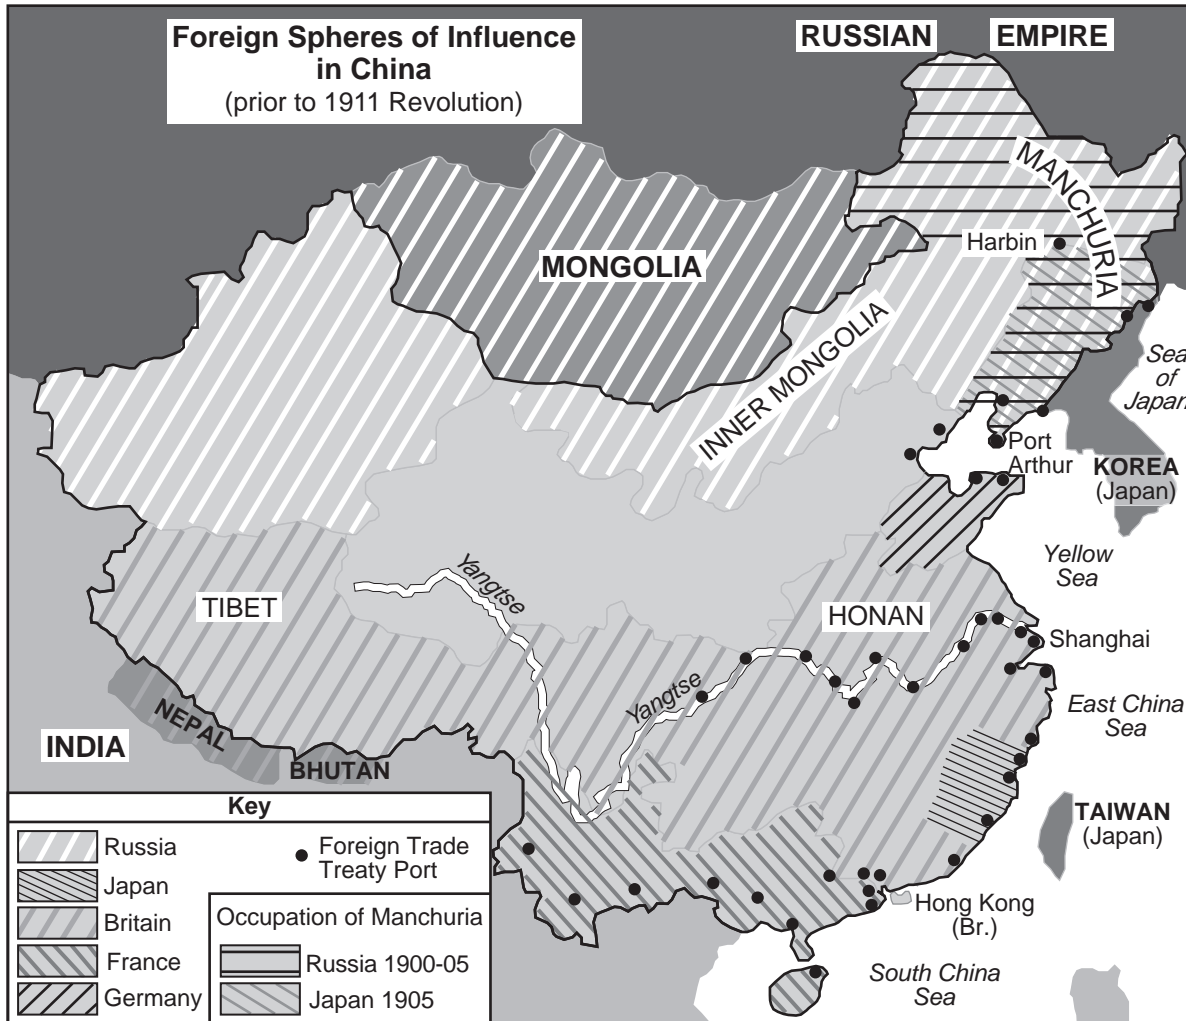 Foreign Spheres of Influence
in China
(prior to 1911 Revolution)
RUSSIAN EMPIRE
MANCHURIA
Harbin
MONGOLIA
INNER MONGOLIA
Sea
of
Japan
Port
Arthur
KOREA
(Japan)
Yellow
Sea
Yangtse
TIBET
HONAN
Shanghai
Yangtse
East China
Sea
NEPAL
INDIA
BHUTAN
TAIWAN
(Japan)
Hong Kong
(Br.)
South China
Sea
Key
Russia
Japan
Britain
France
Germany
Foreign Trade
Treaty Port
Occupation of Manchuria
Russia 1900-05
Japan 1905